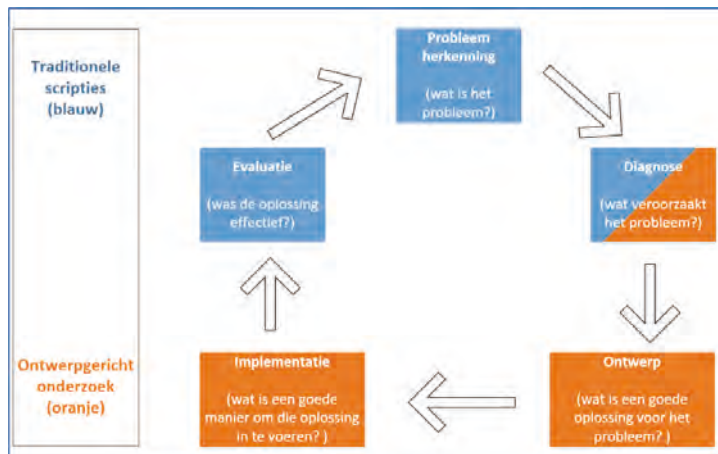 Traditionele
scripties
(blauw)
Ontwerpgericht
onderzoek
(oranje)
Probleem
herkenning
(wat is het
probleem?)
Diagnose
(wat veroorzaakt
het probleem?)
Ontwerp
(wat is een goede
oplossing voor het
probleem? )
Implementatie
(wat is een goede
manier om die oplossing
in te voeren? )
Evaluatie
(was de oplossing
effectief?)